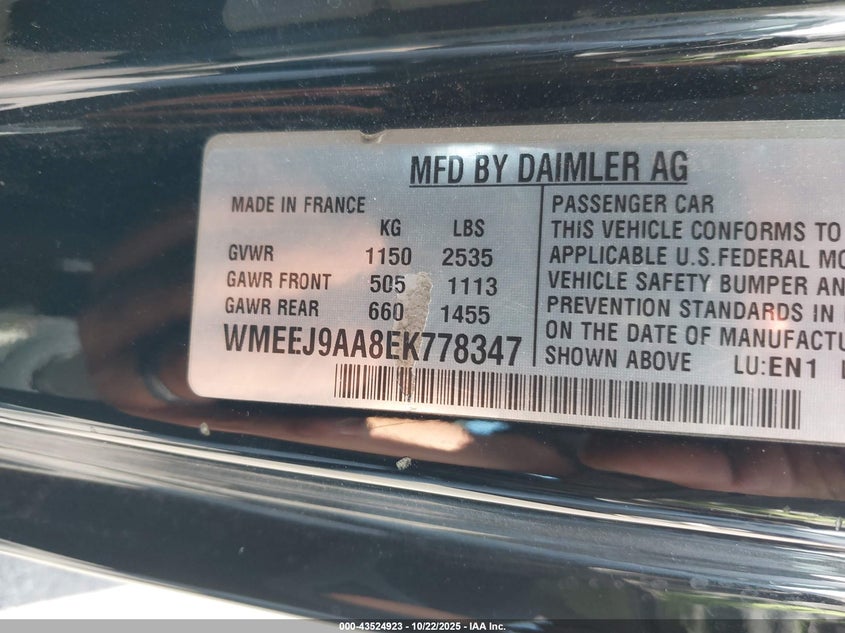 MFD BY DAIMLER AG
MADE IN FRANCE
KG LBS
GVWR 1150 2535
GAWR FRONT 505 1113
GAWR REAR 660 1455
WMEEJ9AA8EK778347
PASSENGER CAR
THIS VEHICLE CONFORMS TO
APPLICABLE U.S.FEDERAL MO
VEHICLE SAFETY BUMPER AN
PREVENTION STANDARDS IN
ON THE DATE OF MANUFACTU
SHOWN ABOVE LU:EN1
000-43524923 - 10/22/2025 - IAA Inc.